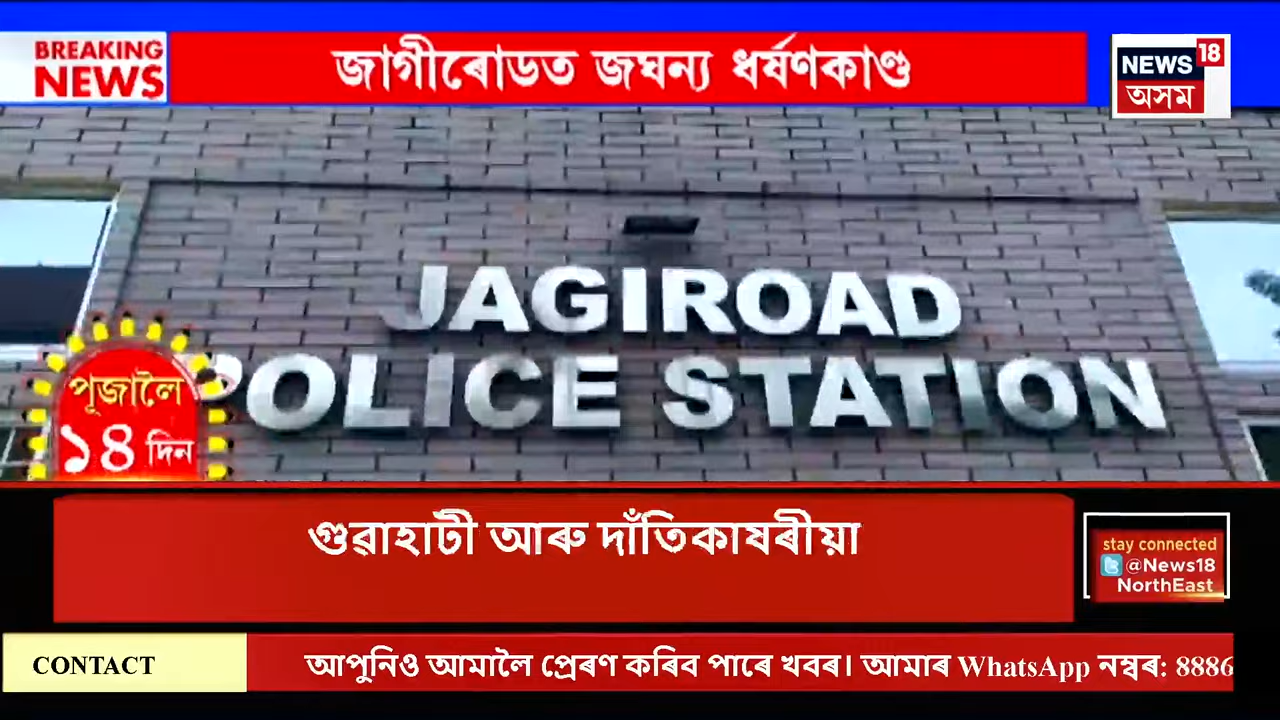 BREAKING
NEWS
জাগীৰোডত জঘন্য ধৰ্ষণকাণ্ড
NEWS 18
অসম
JAGIROAD
POLICE STATION
পূজালৈ
১৪ দিন
গুৱাহাটী আৰু দাঁতিকাষৰীয়া
stay connected
@News18
NorthEast
CONTACT
আপুনিও আমালৈ প্ৰেৰণ কৰিব পাৰে খবৰ। আমাৰ WhatsApp নম্বৰ: 8886